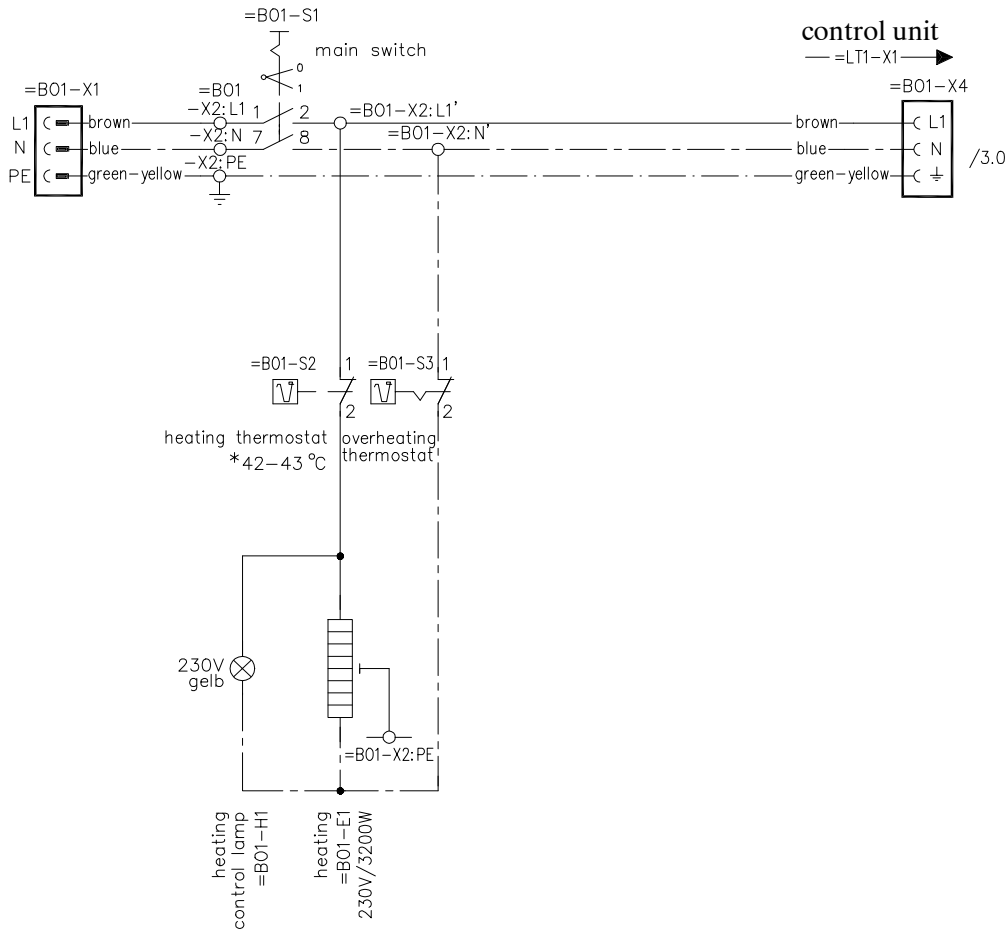 =B01-S1
main switch
control unit
=LT1-X1
0
1
=B01-X1
=B01
=B01-X4
-X2:L1 1 2 =B01-X2:L1'
L1 brown brown L1
-X2:N 7 8 =B01-X2:N'
N blue blue N
/3.0
-X2:PE
PE green-yellow green-yellow
=B01-S2 1
=B01-S3 1
2
2
heating thermostat
*42-43 °C
overheating
thermostat
230V
gelb
=B01-X2:PE
heating
control lamp
=B01-H1
heating
=B01-E1
230V/3200W